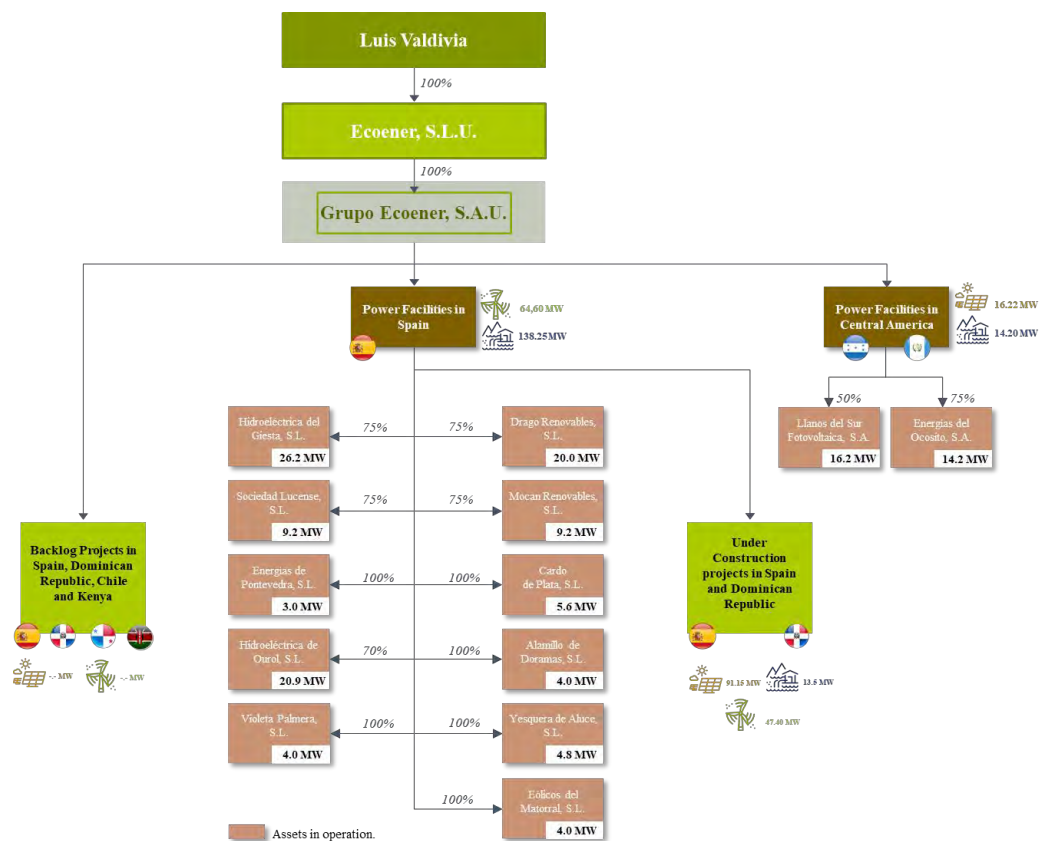 Luis Valdivia
100%
Ecoener, S.L.U.
100%
Grupo Ecoener, S.A.U.
Power Facilities in
Spain
64,60 MW
138.25 MW
Power Facilities in
Central America
16.22 MW
14.20 MW
50%
75%
Llanos del Sur
Fotovoltaica, S.A.
16.2 MW
Energías del
Ocosito, S.A.
14.2 MW
Hidroeléctrica del
Giesta, S.L.
26.2 MW
75%
75%
Drago Renovables,
S.L.
20.0 MW
Sociedad Lucense,
S.L.
9.2 MW
75%
75%
Mocan Renovables,
S.L.
9.2 MW
Energías de
Pontevedra, S.L.
3.0 MW
100%
100%
Cardo
de Plata, S.L.
5.6 MW
Hidroeléctrica de
Ourol, S.L.
20.9 MW
70%
100%
Alamillo de
Doramas, S.L.
4.0 MW
Violeta Palmera,
S.L.
4.0 MW
100%
100%
Yesquera de Aluce,
S.L.
4.8 MW
100%
Eólicos del
Matorral, S.L.
4.0 MW
Backlog Projects in
Spain, Dominican
Republic, Chile
and Kenya
-.- MW
-.- MW
Under
Construction
projects in Spain
and Dominican
Republic
91.15 MW
13.5 MW
47.40 MW
Assets in operation.